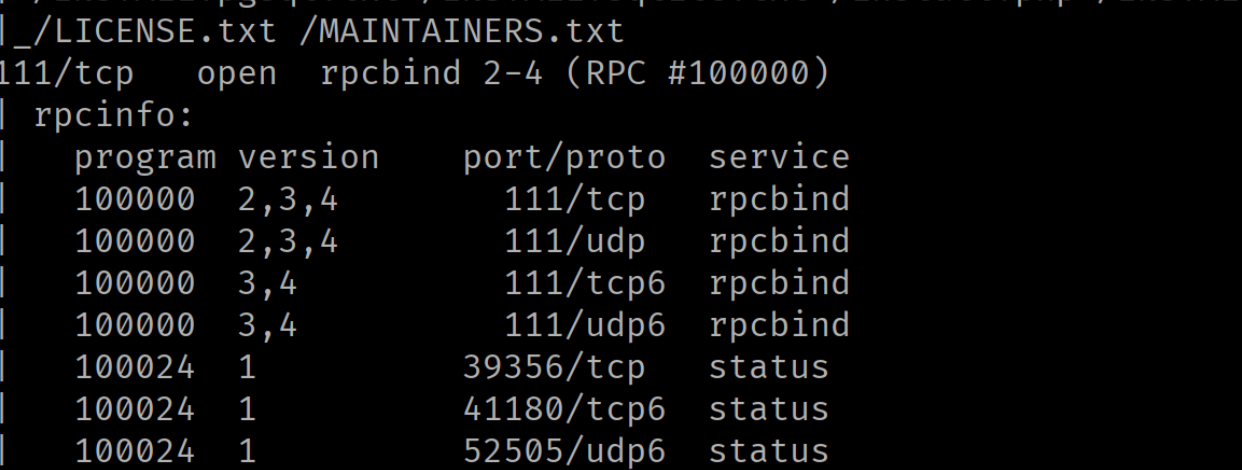 |_/LICENSE.txt /MAINTAINERS.txt
111/tcp   open  rpcbind 2-4 (RPC #100000)
| rpcinfo:
|   program version    port/proto  service
|   100000  2,3,4        111/tcp   rpcbind
|   100000  2,3,4        111/udp   rpcbind
|   100000  3,4          111/tcp6  rpcbind
|   100000  3,4          111/udp6  rpcbind
|   100024  1          39356/tcp   status
|   100024  1          41180/tcp6  status
|   100024  1          52505/udp6  status